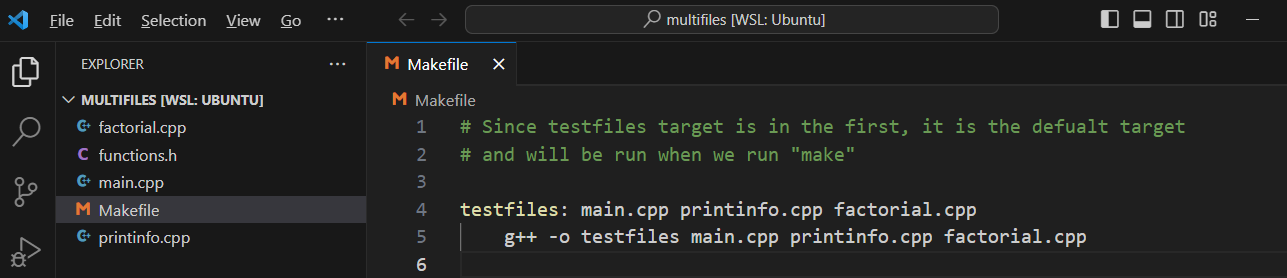 File Edit Selection View Go ···
multifiles [WSL: Ubuntu]
EXPLORER ···
MULTIFILES [WSL: UBUNTU]
factorial.cpp
functions.h
main.cpp
Makefile
printinfo.cpp
Makefile
Makefile
1 # Since testfiles target is in the first, it is the defualt target
2 # and will be run when we run "make"
3
4 testfiles: main.cpp printinfo.cpp factorial.cpp
5 g++ -o testfiles main.cpp printinfo.cpp factorial.cpp
6